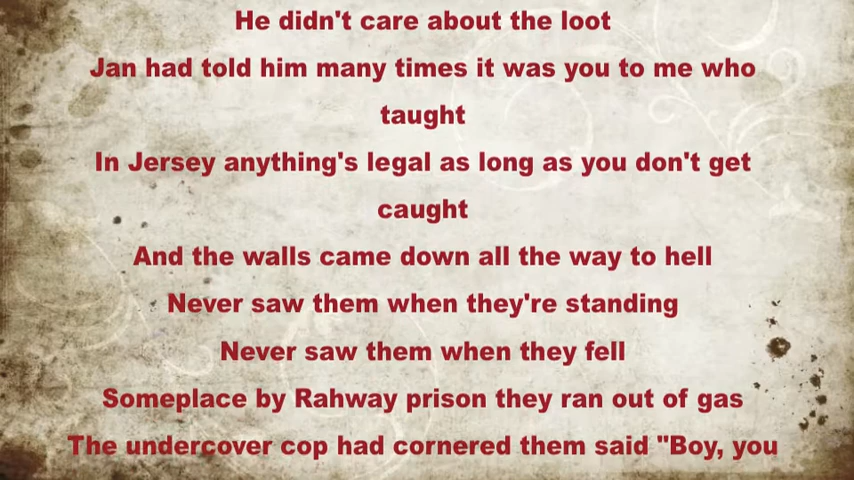 He didn't care about the loot
Jan had told him many times it was you to me who
taught
In Jersey anything's legal as long as you don't get
caught
And the walls came down all the way to hell
Never saw them when they're standing
Never saw them when they fell
Someplace by Rahway prison they ran out of gas
The undercover cop had cornered them said "Boy, you